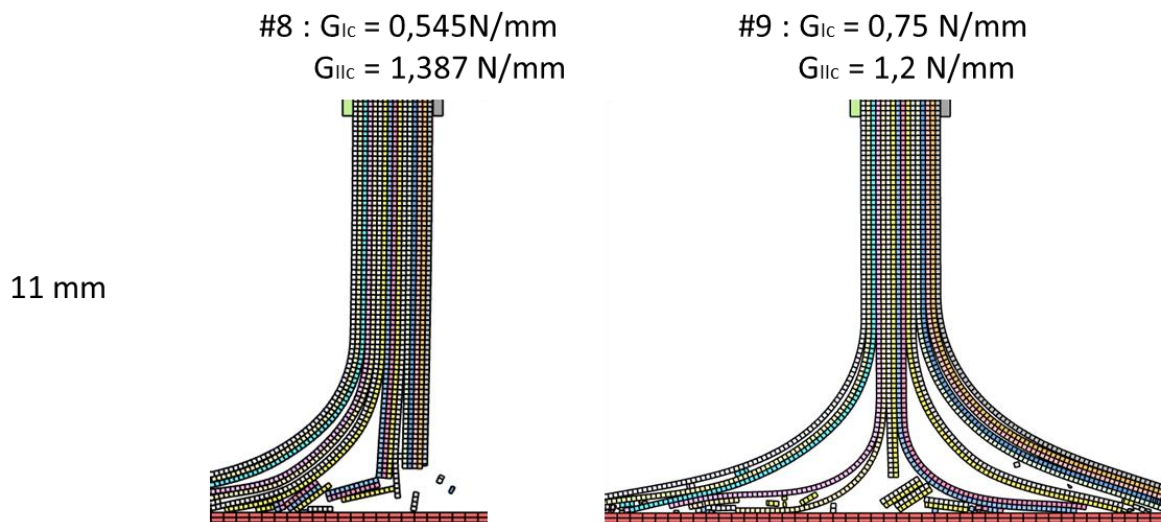 #8 : GIc = 0,545N/mm
GIIc = 1,387 N/mm
#9 : GIc = 0,75 N/mm
GIIc = 1,2 N/mm
11 mm